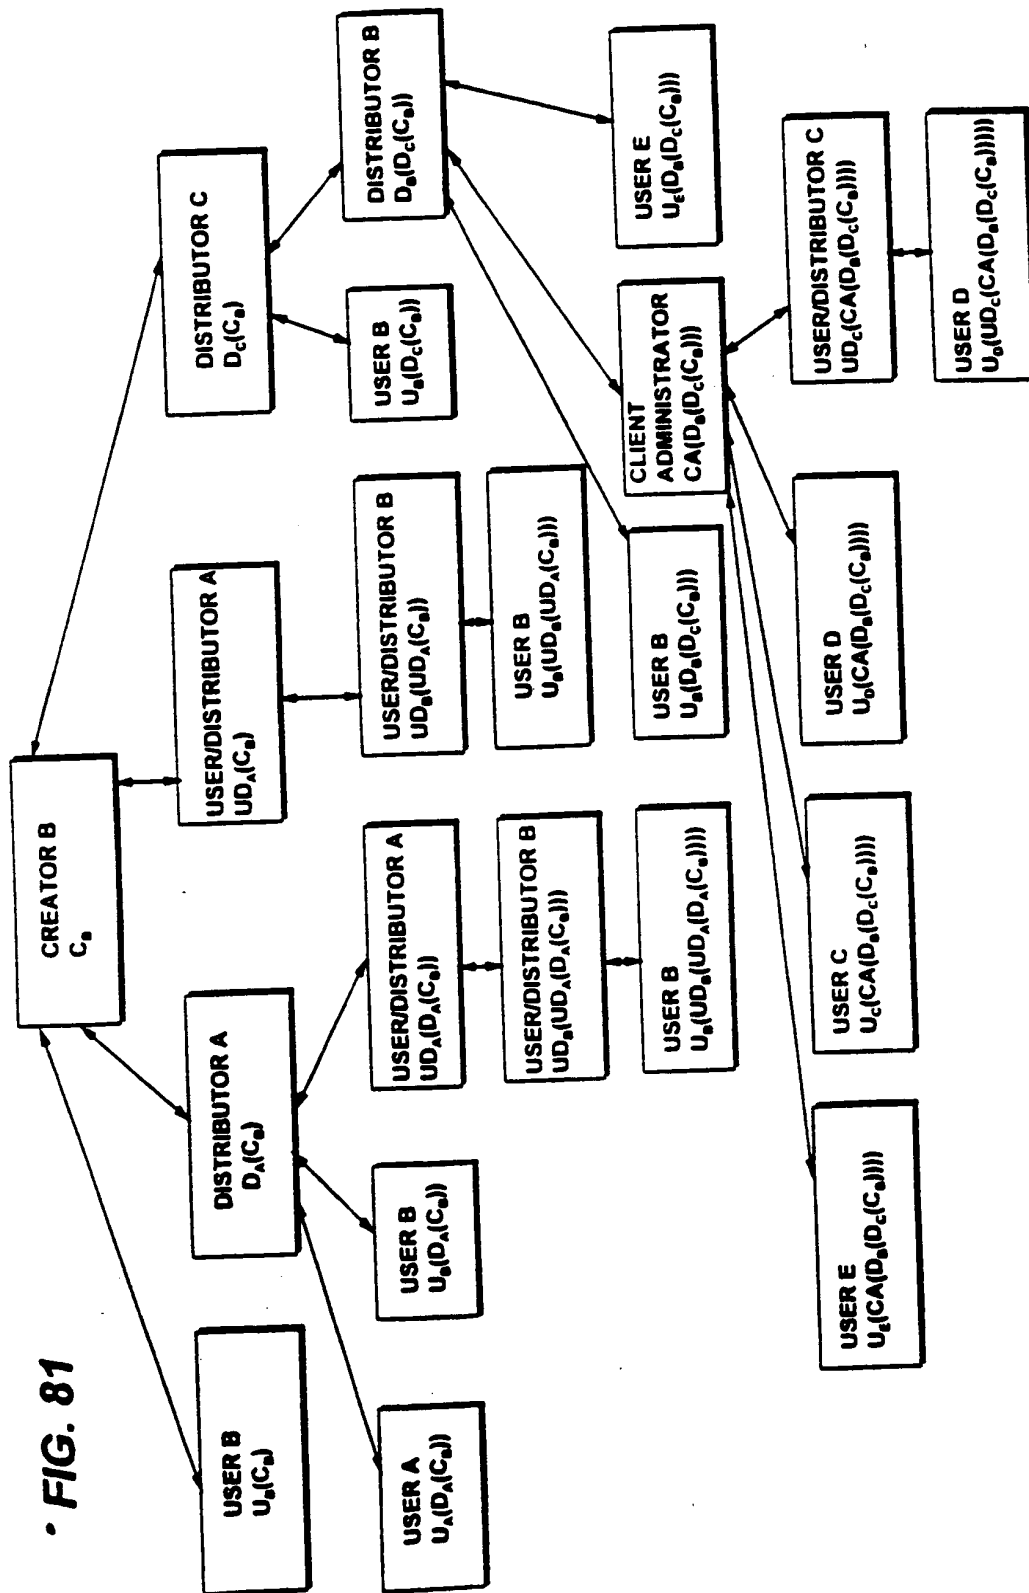 FIG. 81
CREATOR B
C_B
USER B
U_B(C_B)
DISTRIBUTOR A
D_A(C_B)
USER/DISTRIBUTOR A
UD_A(C_B)
DISTRIBUTOR C
D_C(C_B)
USER A
U_A(D_A(C_B))
USER B
U_B(D_A(C_B))
USER/DISTRIBUTOR A
UD_A(D_A(C_B))
USER/DISTRIBUTOR B
UD_B(UD_A(C_B))
USER B
U_B(D_C(C_B))
DISTRIBUTOR B
D_B(D_C(C_B))
USER/DISTRIBUTOR B
UD_B(UD_A(D_A(C_B)))
USER B
U_B(UD_B(UD_A(C_B)))
USER B
U_B(UD_B(UD_A(D_A(C_B))))
USER B
U_B(D_B(D_C(C_B)))
CLIENT
ADMINISTRATOR
CA(D_B(D_C(C_B)))
USER E
U_E(D_B(D_C(C_B)))
USER E
U_E(CA(D_B(D_C(C_B))))
USER C
U_C(CA(D_B(D_C(C_B))))
USER D
U_D(CA(D_B(D_C(C_B))))
USER/DISTRIBUTOR C
UD_C(CA(D_B(D_C(C_B))))
USER D
U_D(UD_C(CA(D_B(D_C(C_B)))))